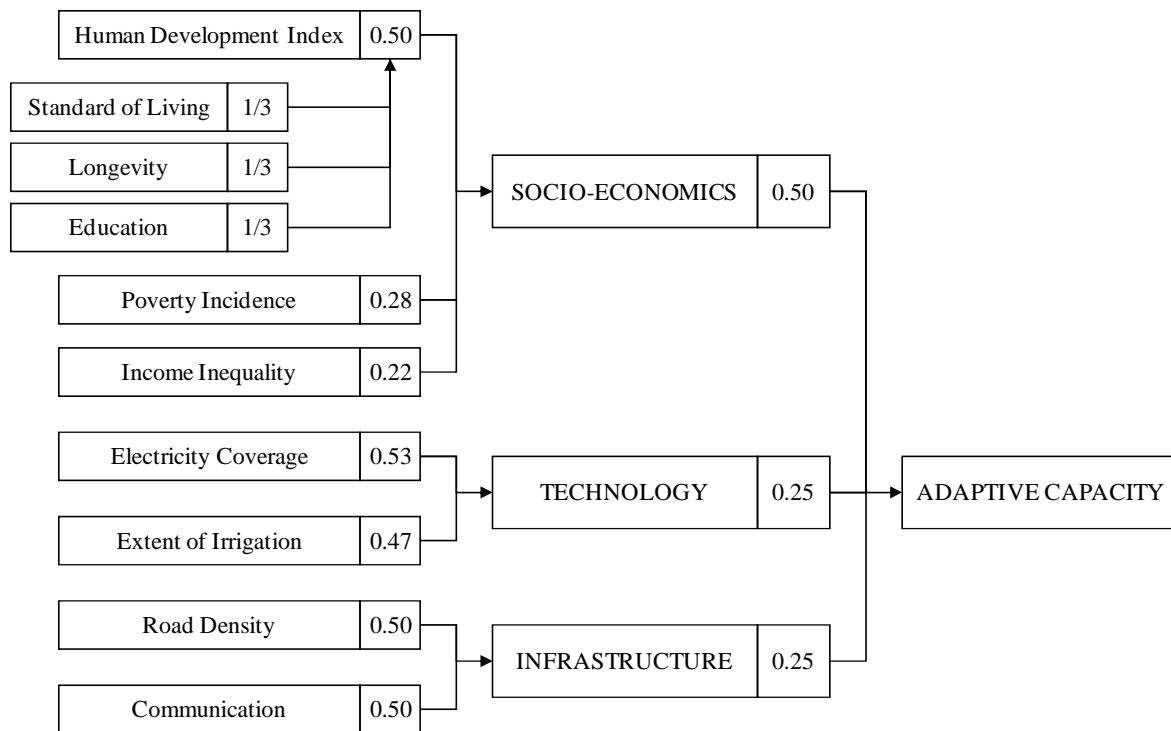 Human Development Index 0.50
Standard of Living 1/3
Longevity 1/3
Education 1/3
Poverty Incidence 0.28
Income Inequality 0.22
Electricity Coverage 0.53
Extent of Irrigation 0.47
Road Density 0.50
Communication 0.50
SOCIO-ECONOMICS 0.50
TECHNOLOGY 0.25
INFRASTRUCTURE 0.25
ADAPTIVE CAPACITY